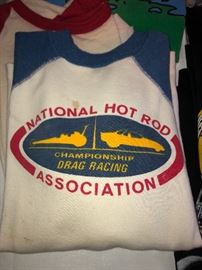 NATIONAL HOT ROD
CHAMPIONSHIP
DRAG RACING
ASSOCIATION